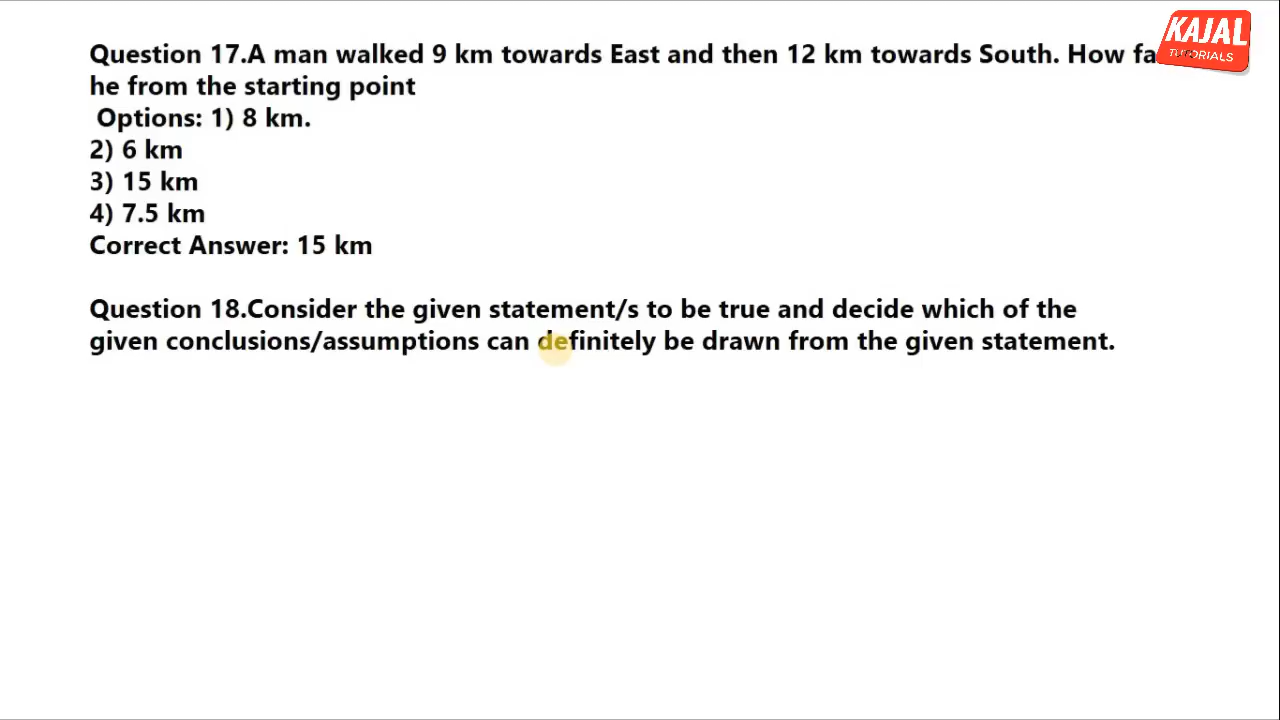 KAJAL
TUTORIALS
Question 17.A man walked 9 km towards East and then 12 km towards South. How fa
he from the starting point
Options: 1) 8 km.
2) 6 km
3) 15 km
4) 7.5 km
Correct Answer: 15 km
Question 18.Consider the given statement/s to be true and decide which of the
given conclusions/assumptions can definitely be drawn from the given statement.